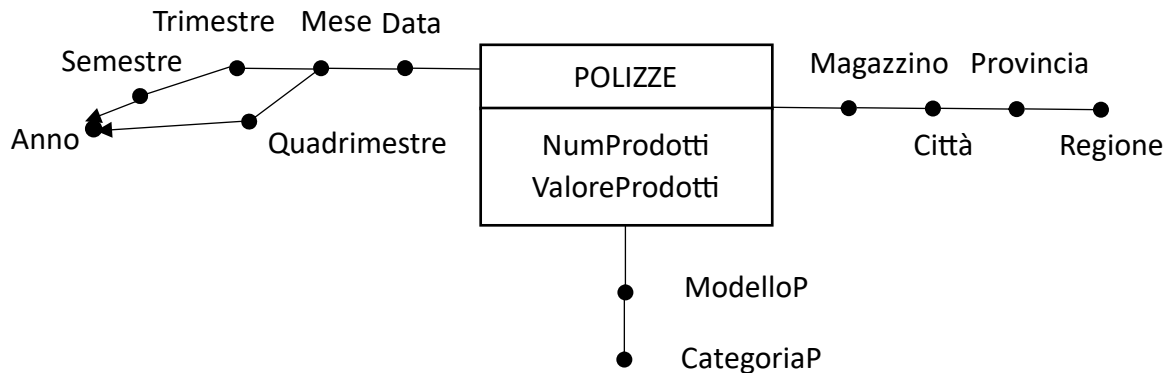 Trimestre Mese Data
Semestre
Anno
Quadrimestre
POLIZZE
NumProdotti
ValoreProdotti
Magazzino Provincia
Città Regione
ModelloP
CategoriaP